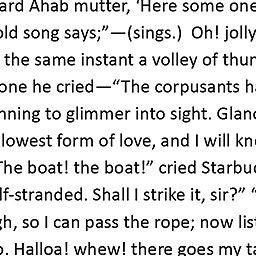 ard Ahab mutter, ‘Here some one
old song says;”—(sings.) Oh! jolly
the same instant a volley of thun
one he cried—“The corpusants ha
nning to glimmer into sight. Glanc
lowest form of love, and I will kn
The boat! the boat!” cried Starbuc
lf-stranded. Shall I strike it, sir?” “
gh, so I can pass the rope; now list
o. Halloa! whew! there goes my ta